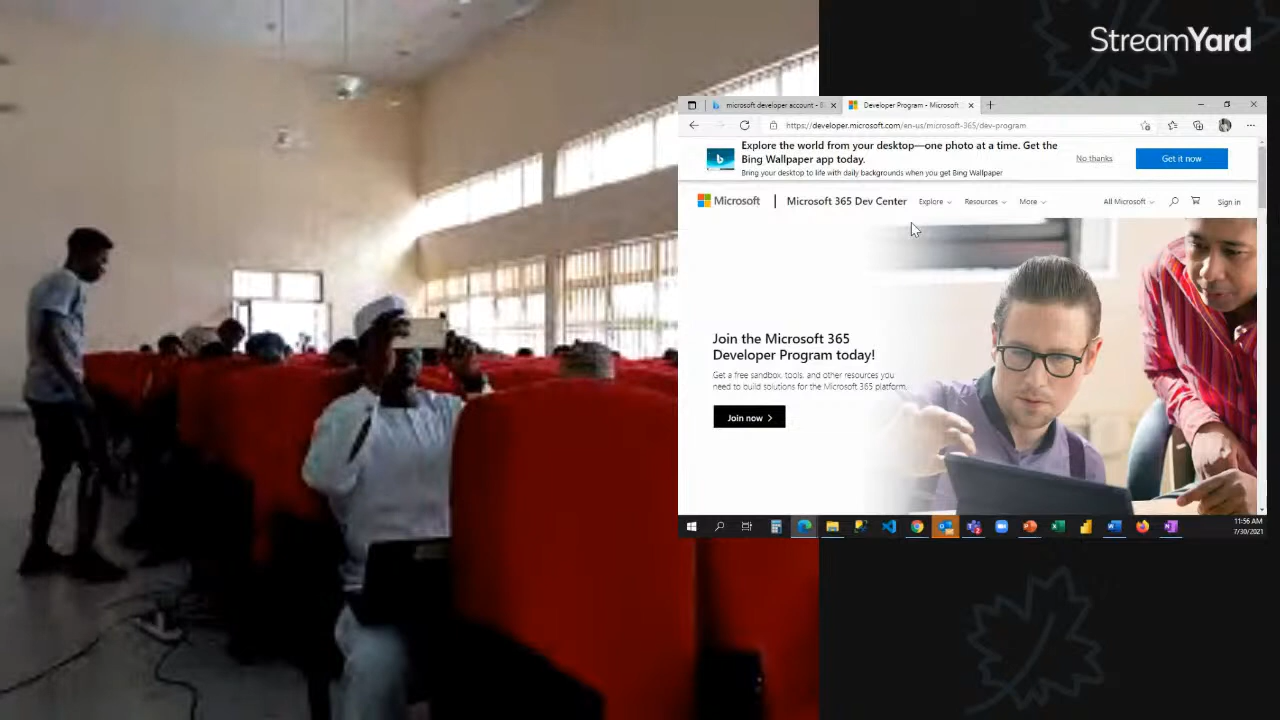 StreamYard
microsoft developer account - B
Developer Program - Microsoft
https://developer.microsoft.com/en-us/microsoft-365/dev-program
Explore the world from your desktop—one photo at a time. Get the
Bing Wallpaper app today.
Bring your desktop to life with daily backgrounds when you get Bing Wallpaper
No thanks
Get it now
Microsoft
Microsoft 365 Dev Center
Explore
Resources
More
All Microsoft
Sign in
Join the Microsoft 365
Developer Program today!
Get a free sandbox, tools, and other resources you
need to build solutions for the Microsoft 365 platform.
Join now
11:56 AM
7/30/2021